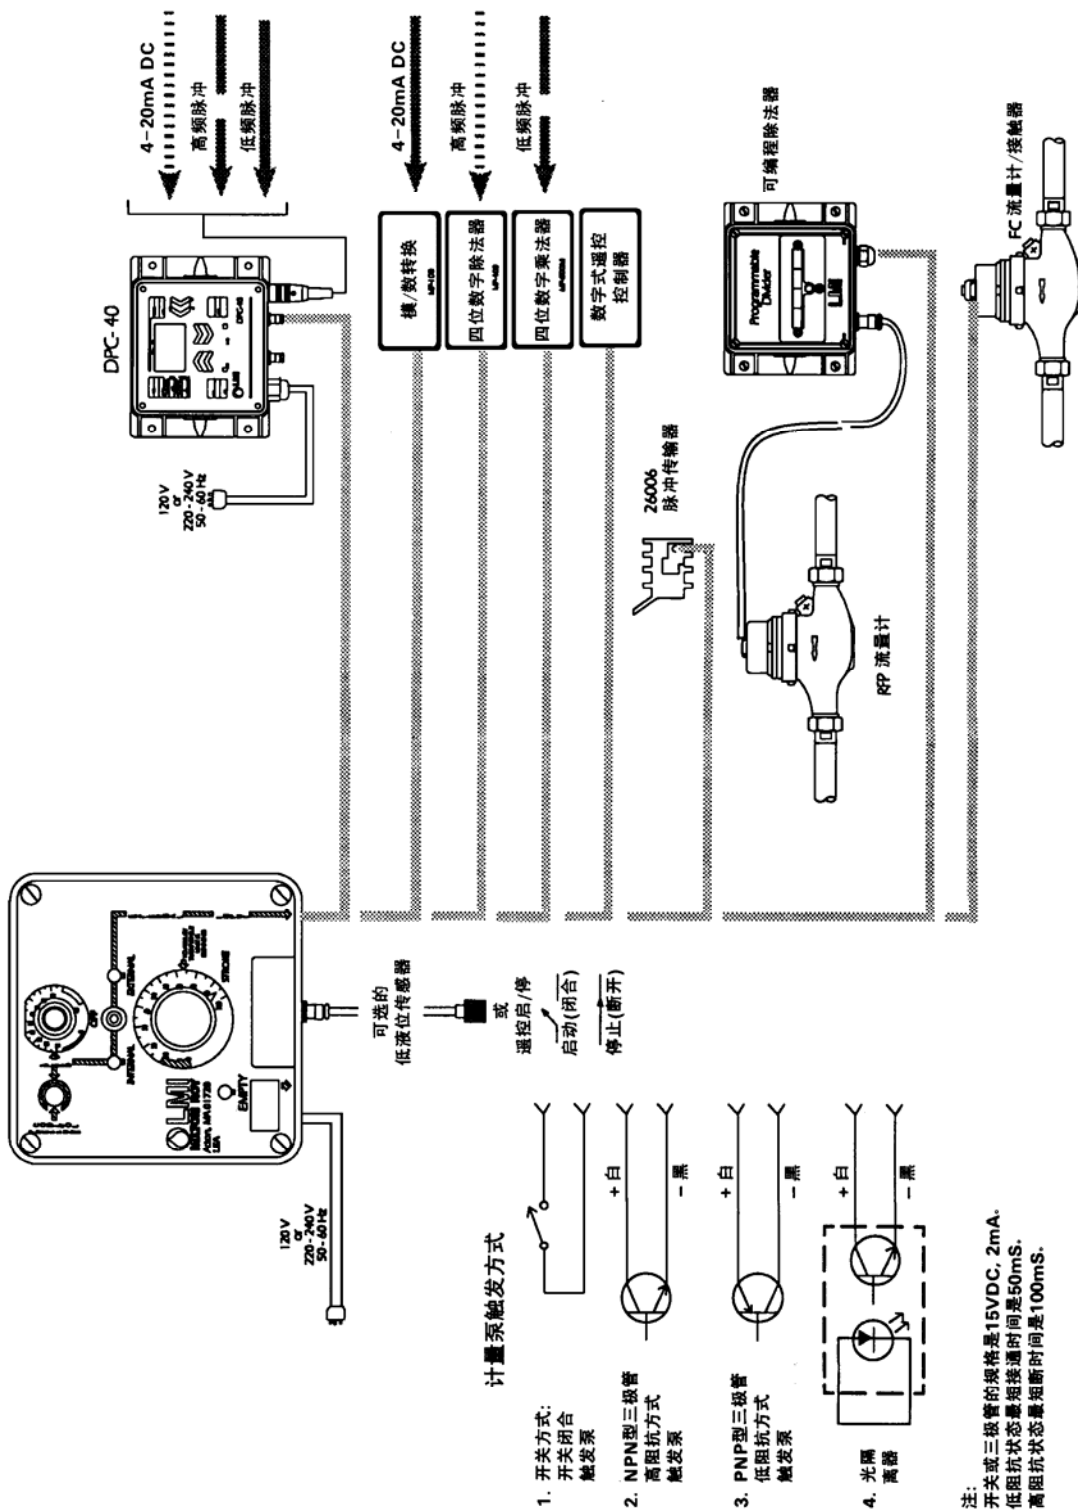 4-20mA DC
高频脉冲
低频脉冲
DPC-40
120V
or
220-240V
50-60Hz
4-20mA DC
高频脉冲
低频脉冲
模/数转换
四位数字除法器
四位数字乘法器
数字式遥控
控制器
可编程除法器
Programmable
Divider
LMI
FC 流量计/接触器
26006
脉冲传输器
RFP 流量计
OFF
INTERNAL
EXTERNAL
STROKE
LMI
MILTON ROY
Acton, MA 01720
USA
EMPTY
120V
or
220-240V
50-60Hz
可选的
低液位传感器
或
遥控启/停
启动(闭合)
停止(断开)
计量泵触发方式
1. 开关方式:
开关闭合
触发泵
2. NPN型三极管
高阻抗方式
触发泵
+ 白
- 黑
3. PNP型三极管
低阻抗方式
触发泵
+ 白
- 黑
4. 光隔
离器
+ 白
- 黑
注:
开关或三极管的规格是15VDC, 2mA.
低阻抗状态最短接通时间是50mS.
高阻抗状态最短断时间是100mS.